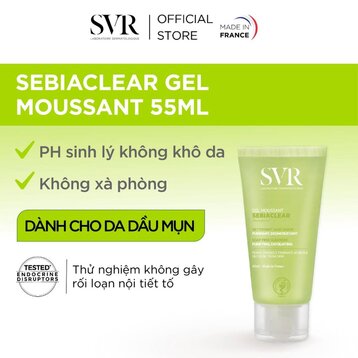 SVR
LABORATOIRE DERMATOLOGIQUE
OFFICIAL
STORE
MADE IN
FRANCE
SEBIACLEAR GEL
MOUSSANT 55ML
PH sinh lý không khô da
Không xà phòng
DÀNH CHO DA DẦU MỤN
TESTED
ENDOCRINE
DISRUPTORS
Thử nghiệm không gây
rối loạn nội tiết tố
SVR
GEL MOUSSANT
SEBIACLEAR